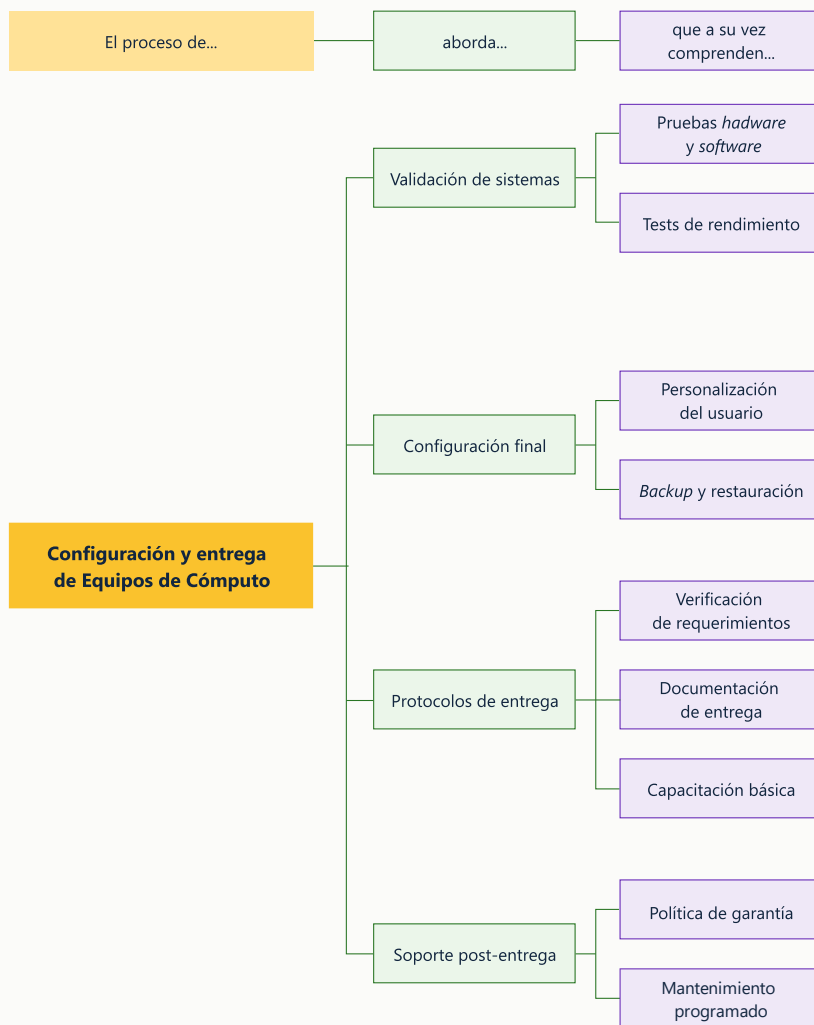 El proceso de...
aborda...
que a su vez
comprenden...
Pruebas hadware
y software
Validación de sistemas
Tests de rendimiento
Personalización
del usuario
Configuración final
Backup y restauración
Configuración y entrega
de Equipos de Cómputo
Verificación
de requerimientos
Protocolos de entrega
Documentación
de entrega
Capacitación básica
Política de garantía
Soporte post-entrega
Mantenimiento
programado